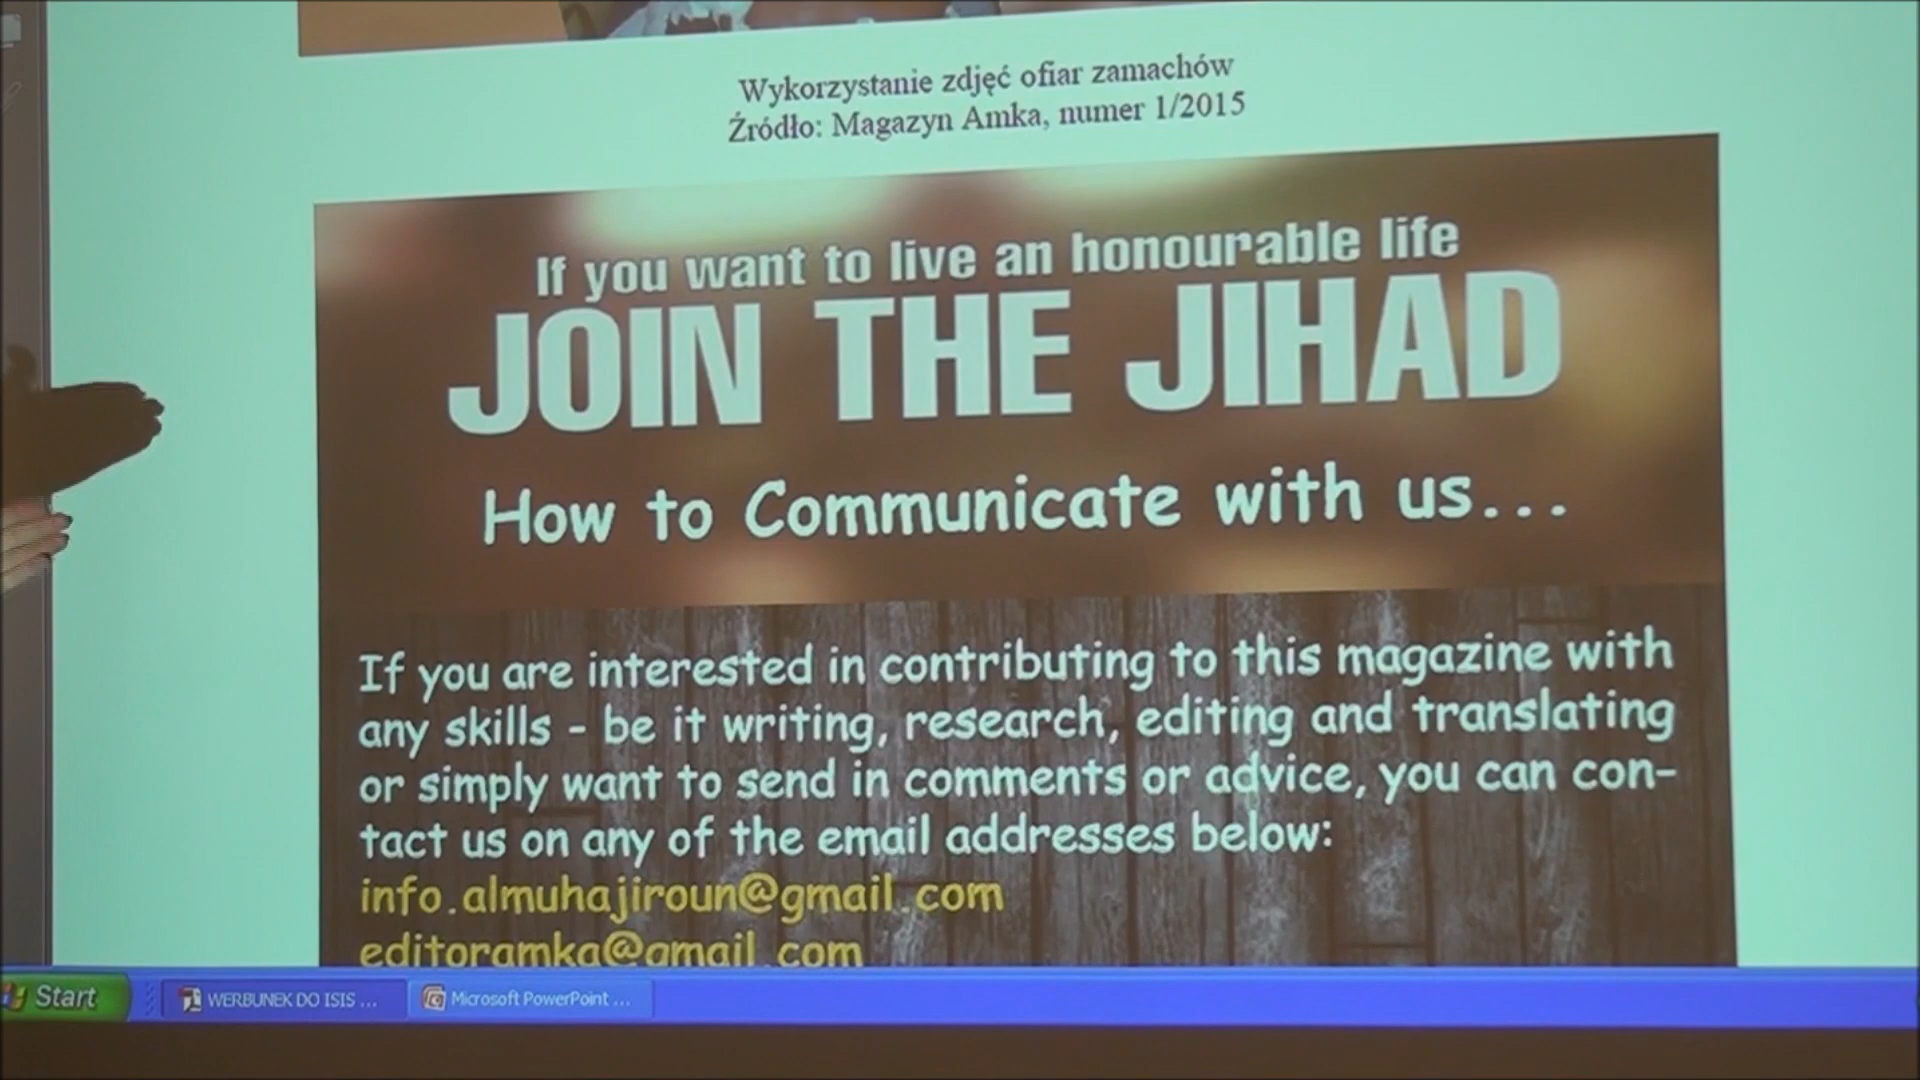 Wykorzystanie zdjęć ofiar zamachów
Źródło: Magazyn Amka, numer 1/2015
If you want to live an honourable life
JOIN THE JIHAD
How to Communicate with us...
If you are interested in contributing to this magazine with
any skills - be it writing, research, editing and translating
or simply want to send in comments or advice, you can con-
tact us on any of the email addresses below:
info.almuhajiroun@gmail.com
editoramka@gmail.com
Start
WERBUNEK DO ISIS ...
Microsoft PowerPoint ...